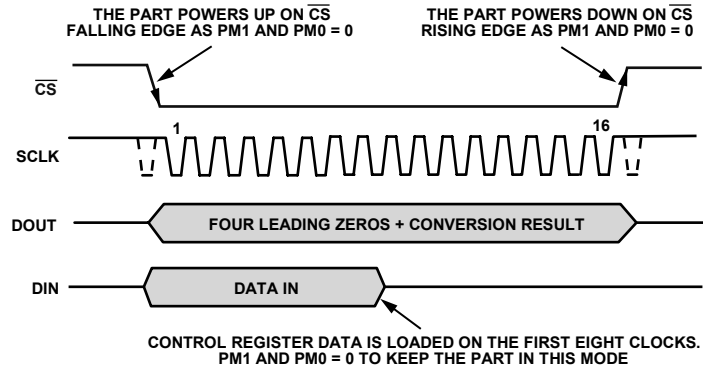 THE PART POWERS UP ON CS
FALLING EDGE AS PM1 AND PM0 = 0
THE PART POWERS DOWN ON CS
RISING EDGE AS PM1 AND PM0 = 0
CS
1
16
SCLK
DOUT
FOUR LEADING ZEROS + CONVERSION RESULT
DIN
DATA IN
CONTROL REGISTER DATA IS LOADED ON THE FIRST EIGHT CLOCKS.
PM1 AND PM0 = 0 TO KEEP THE PART IN THIS MODE